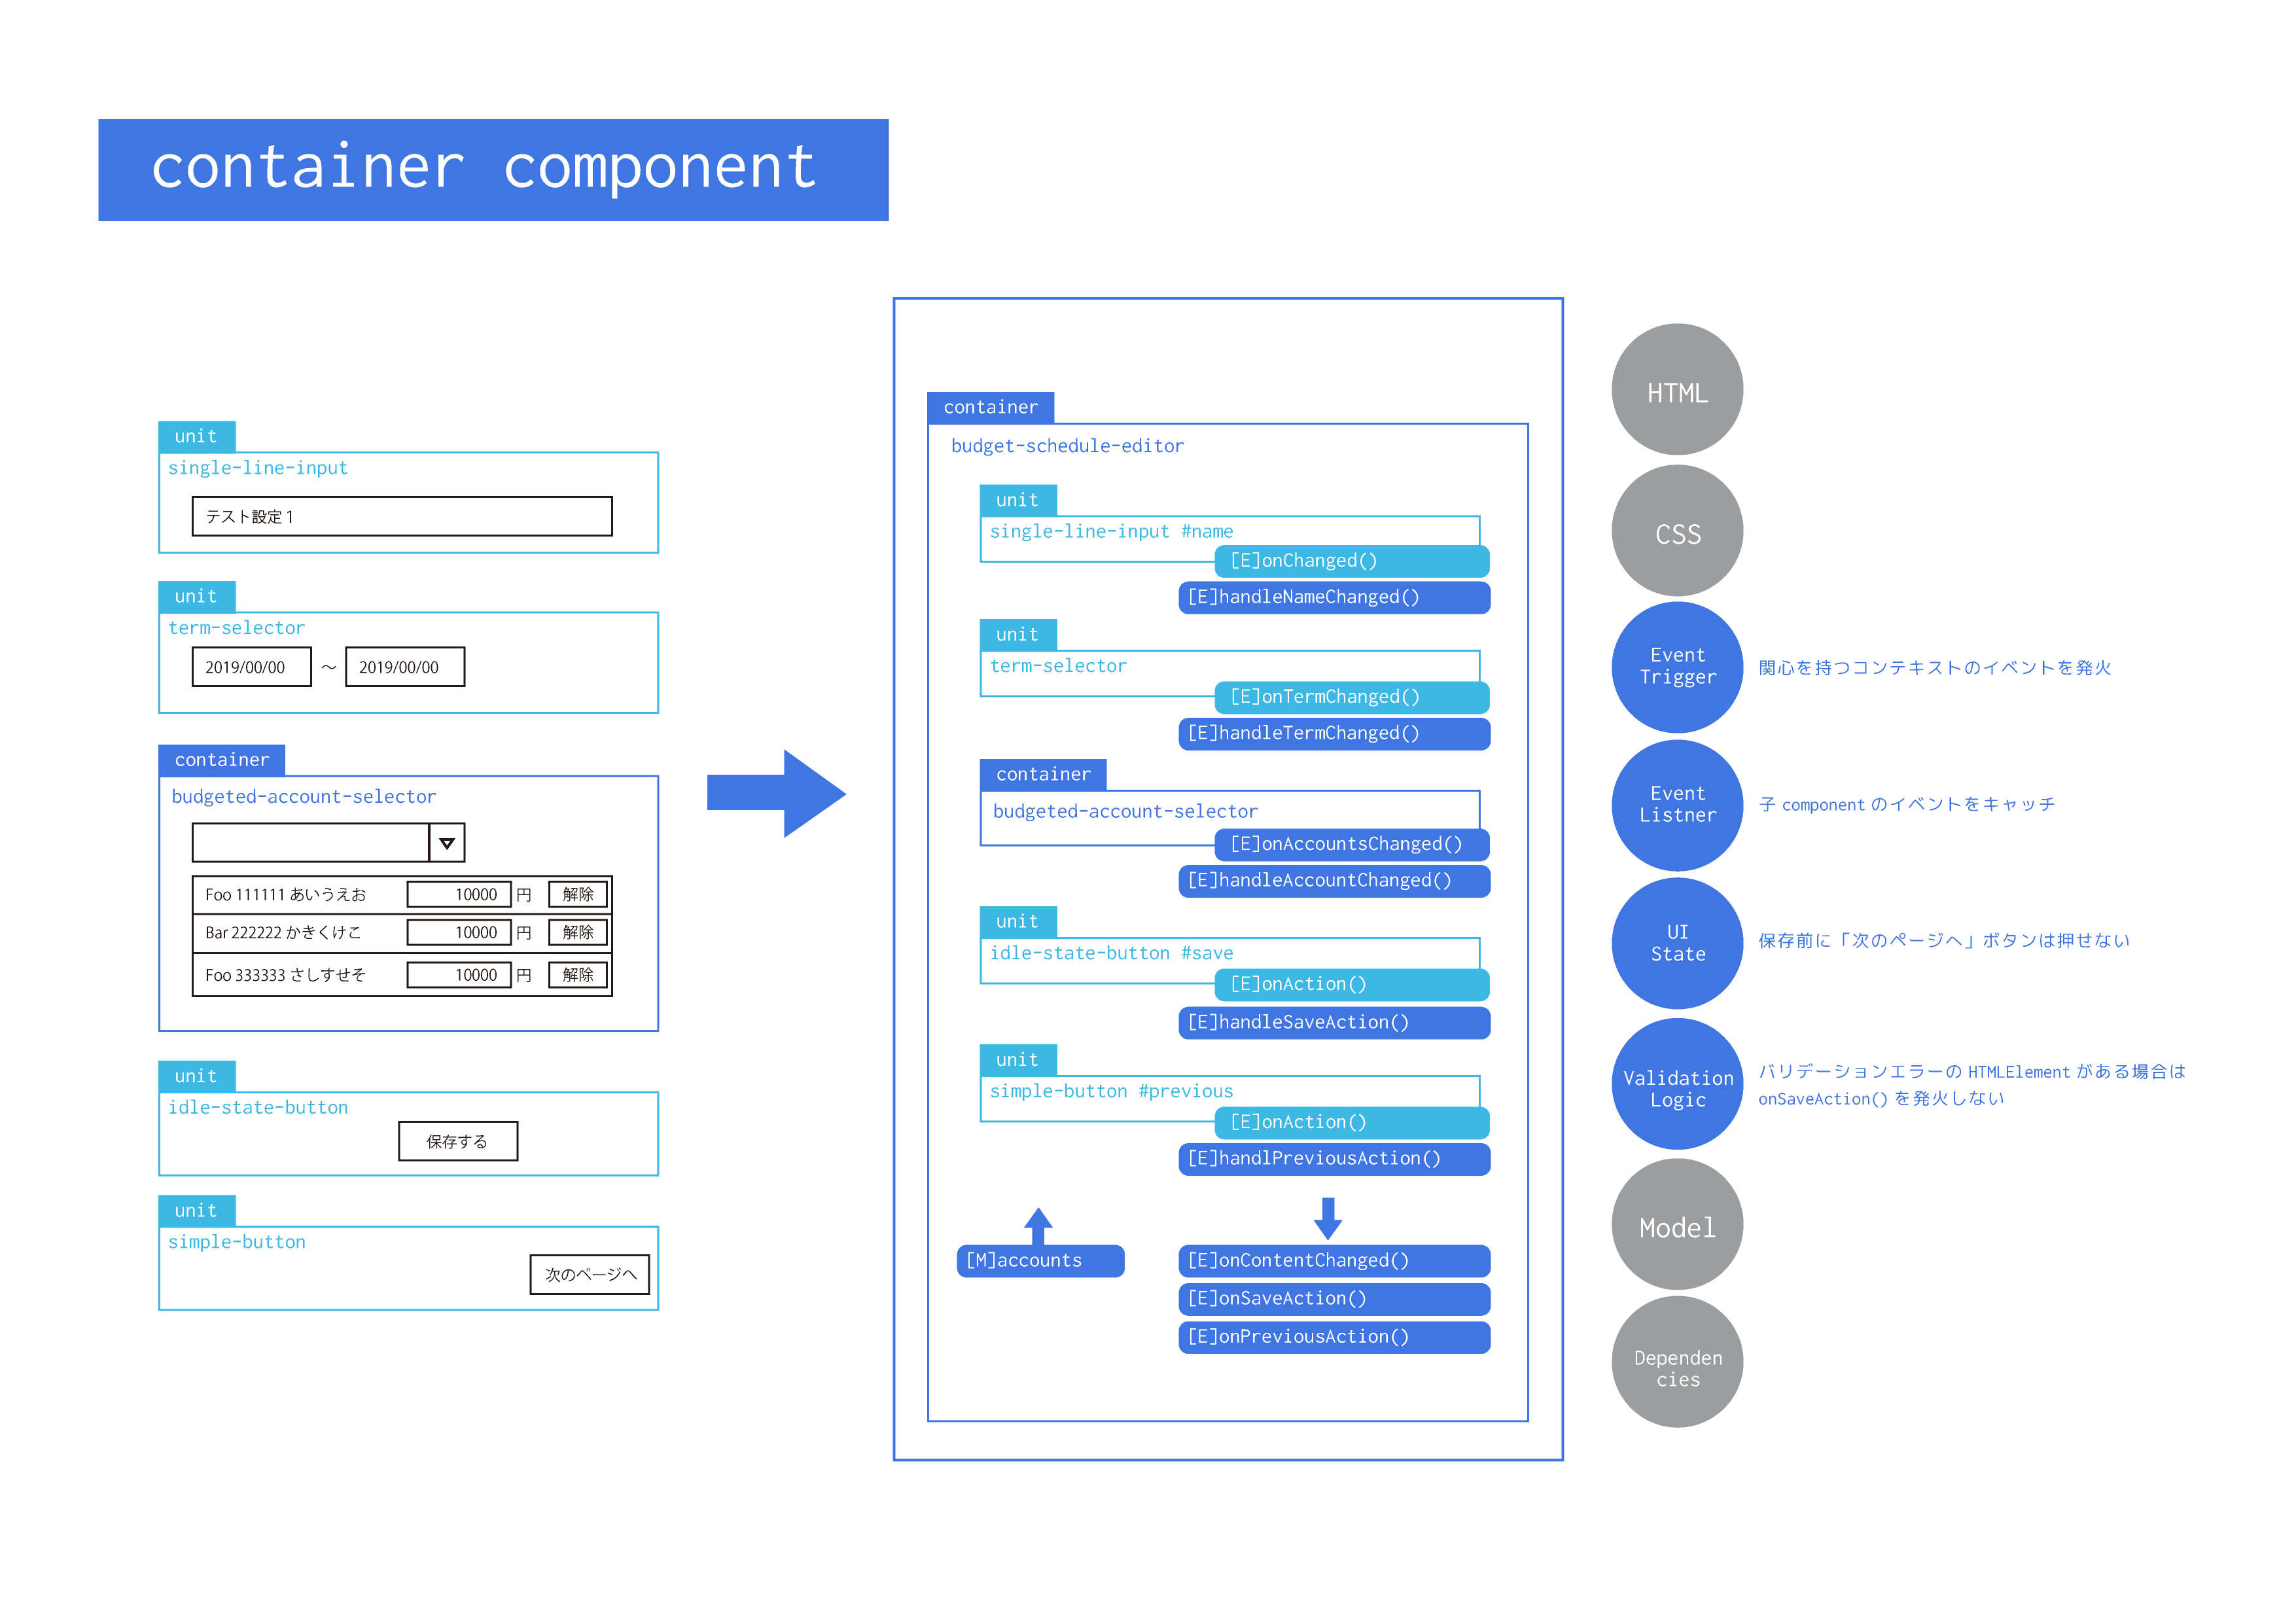 container component
unit
single-line-input
テスト設定 1
unit
term-selector
2019/00/00 ～ 2019/00/00
container
budgeted-account-selector
Foo 111111 あいうえお 10000 円 解除
Bar 222222 かきくけこ 10000 円 解除
Foo 333333 さしすせそ 10000 円 解除
unit
idle-state-button
保存する
unit
simple-button
次のページへ
container
budget-schedule-editor
unit
single-line-input #name
[E]onChanged()
[E]handleNameChanged()
unit
term-selector
[E]onTermChanged()
[E]handleTermChanged()
container
budgeted-account-selector
[E]onAccountsChanged()
[E]handleAccountChanged()
unit
idle-state-button #save
[E]onAction()
[E]handleSaveAction()
unit
simple-button #previous
[E]onAction()
[E]handlPreviousAction()
[M]accounts
[E]onContentChanged()
[E]onSaveAction()
[E]onPreviousAction()
HTML
CSS
Event
Trigger
関心を持つコンテキストのイベントを発火
Event
Listner
子 component のイベントをキャッチ
UI
State
保存前に「次のページへ」ボタンは押せない
Validation
Logic
バリデーションエラーの HTMLElement がある場合は
onSaveAction() を発火しない
Model
Dependen
cies